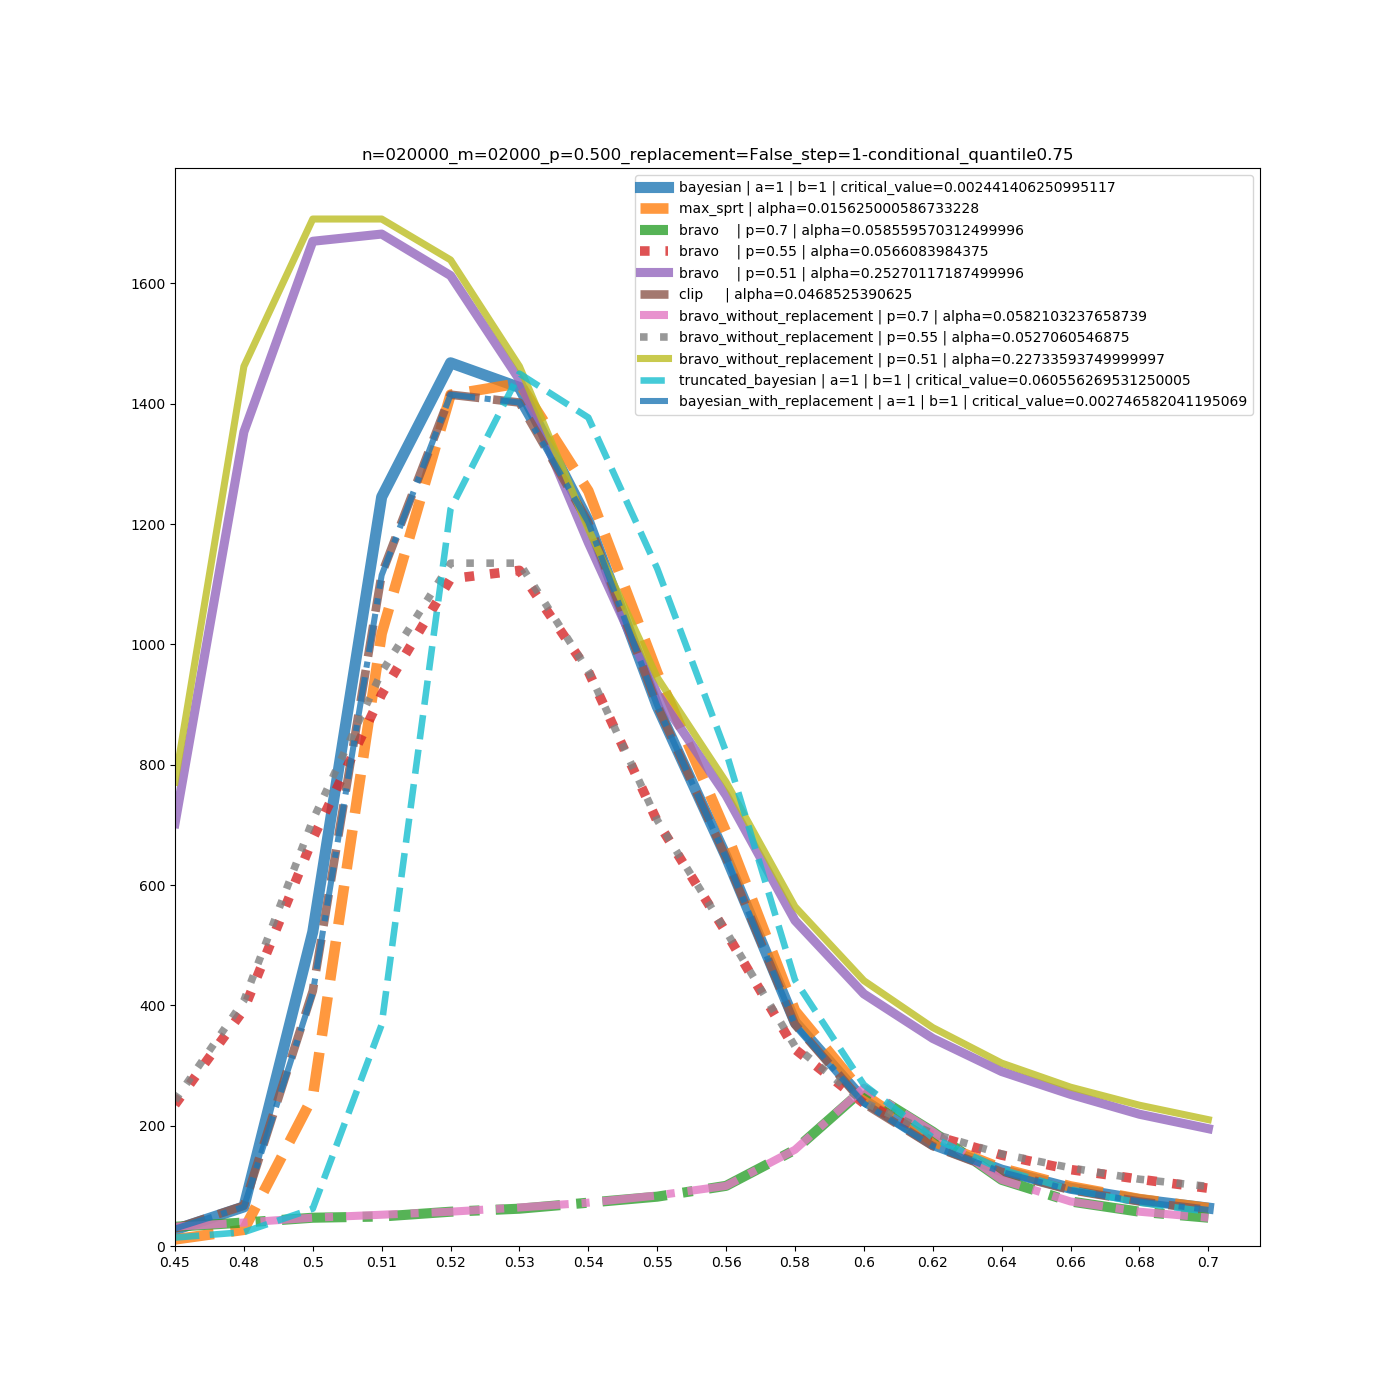 n=020000_m=02000_p=0.500_replacement=False_step=1-conditional_quantile0.75
bayesian | a=1 | b=1 | critical_value=0.002441406250995117
max_sprt | alpha=0.015625000586733228
bravo    | p=0.7 | alpha=0.058559570312499996
bravo    | p=0.55 | alpha=0.0566083984375
bravo    | p=0.51 | alpha=0.25270117187499996
clip     | alpha=0.0468525390625
bravo_without_replacement | p=0.7 | alpha=0.0582103237658739
bravo_without_replacement | p=0.55 | alpha=0.0527060546875
bravo_without_replacement | p=0.51 | alpha=0.22733593749999997
truncated_bayesian | a=1 | b=1 | critical_value=0.060556269531250005
bayesian_with_replacement | a=1 | b=1 | critical_value=0.002746582041195069
1600
1400
1200
1000
800
600
400
200
0
0.45 0.48 0.5 0.51 0.52 0.53 0.54 0.55 0.56 0.58 0.6 0.62 0.64 0.66 0.68 0.7